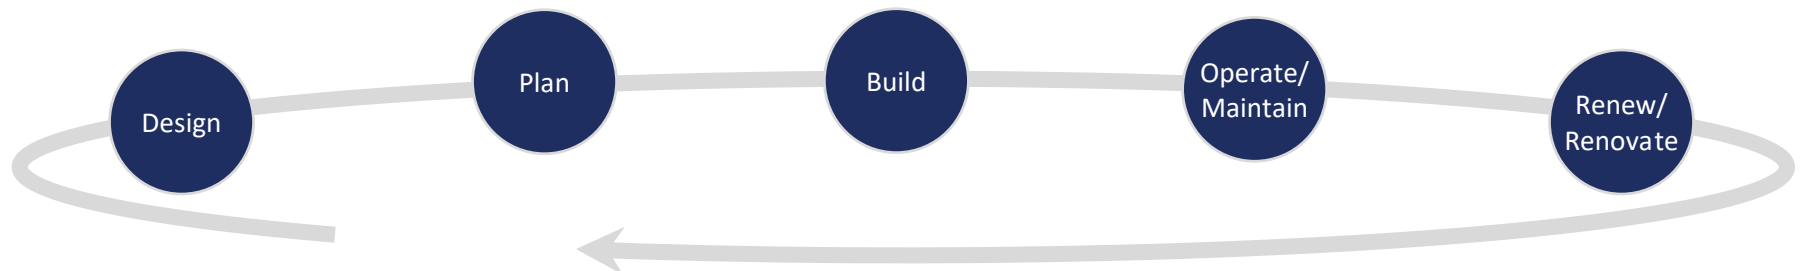 Design
Plan
Build
Operate/
Maintain
Renew/
Renovate